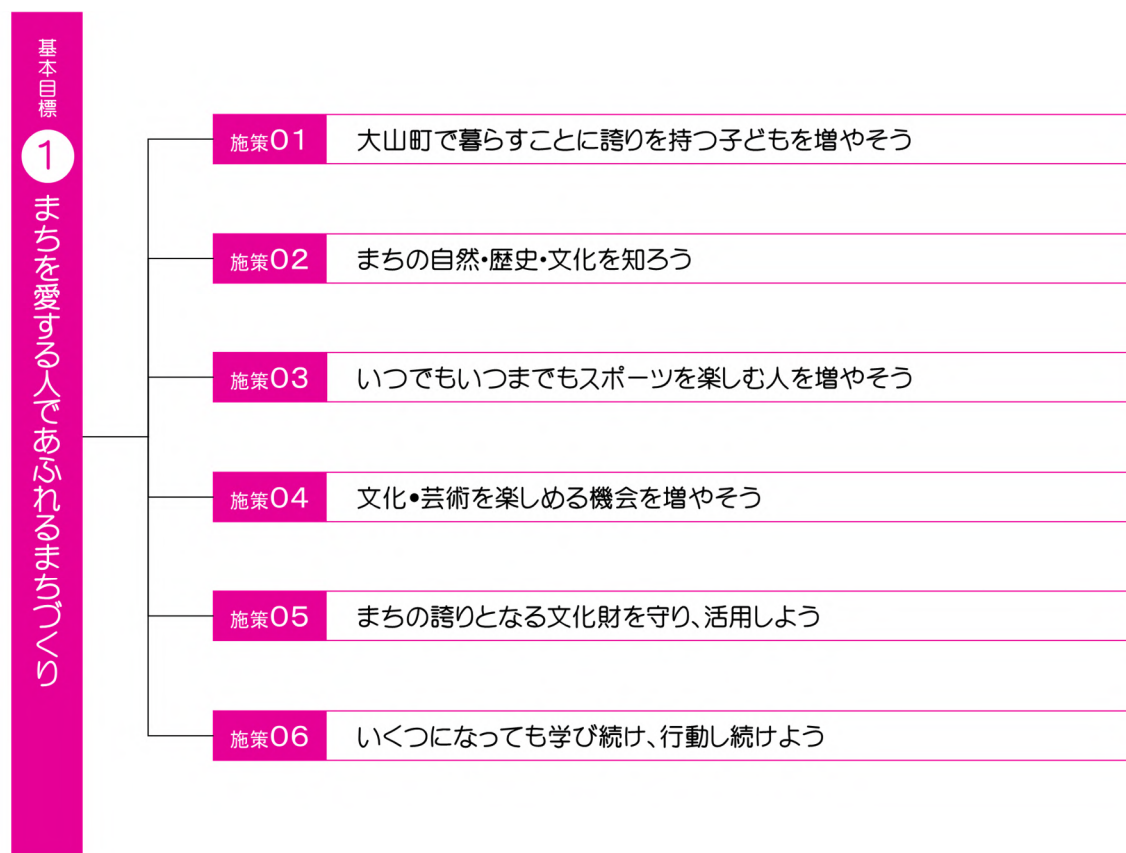 基本目標
1
まちを愛する人であふれるまちづくり
施策01 大山町で暮らすことに誇りを持つ子どもを増やそう
施策02 まちの自然・歴史・文化を知ろう
施策03 いつでもいつまでもスポーツを楽しむ人を増やそう
施策04 文化・芸術を楽しめる機会を増やそう
施策05 まちの誇りとなる文化財を守り、活用しよう
施策06 いくつになっても学び続け、行動し続けよう